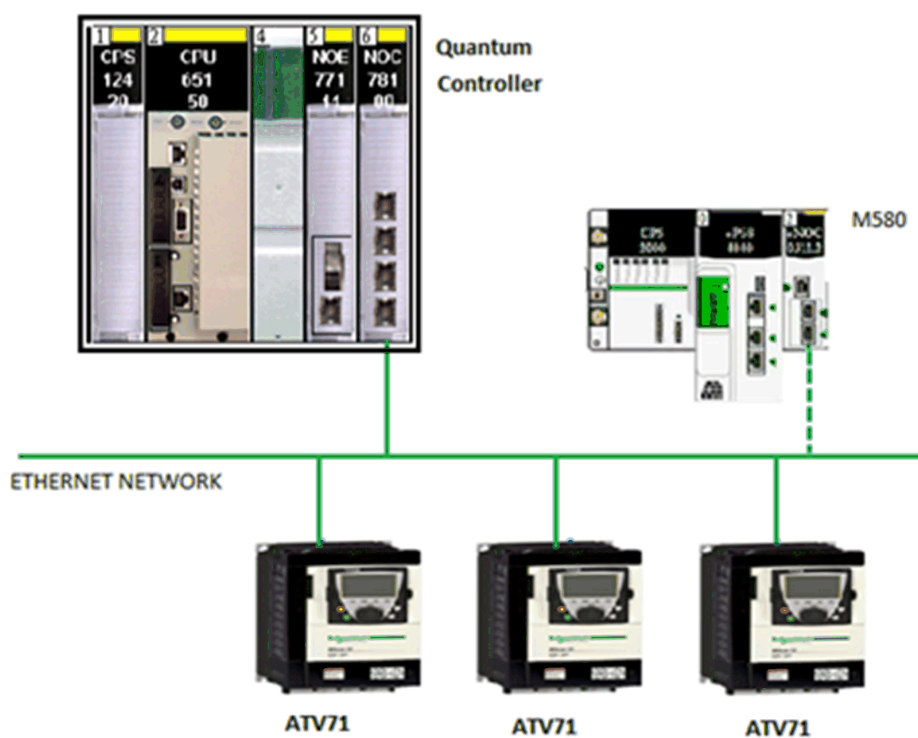 1 2 4 5 6
CPS CPU NOE NOC
124 651 771 781
20 50 11 00
Quantum
Controller
M580
CPS
ETHERNET NETWORK
ATV71
ATV71
ATV71